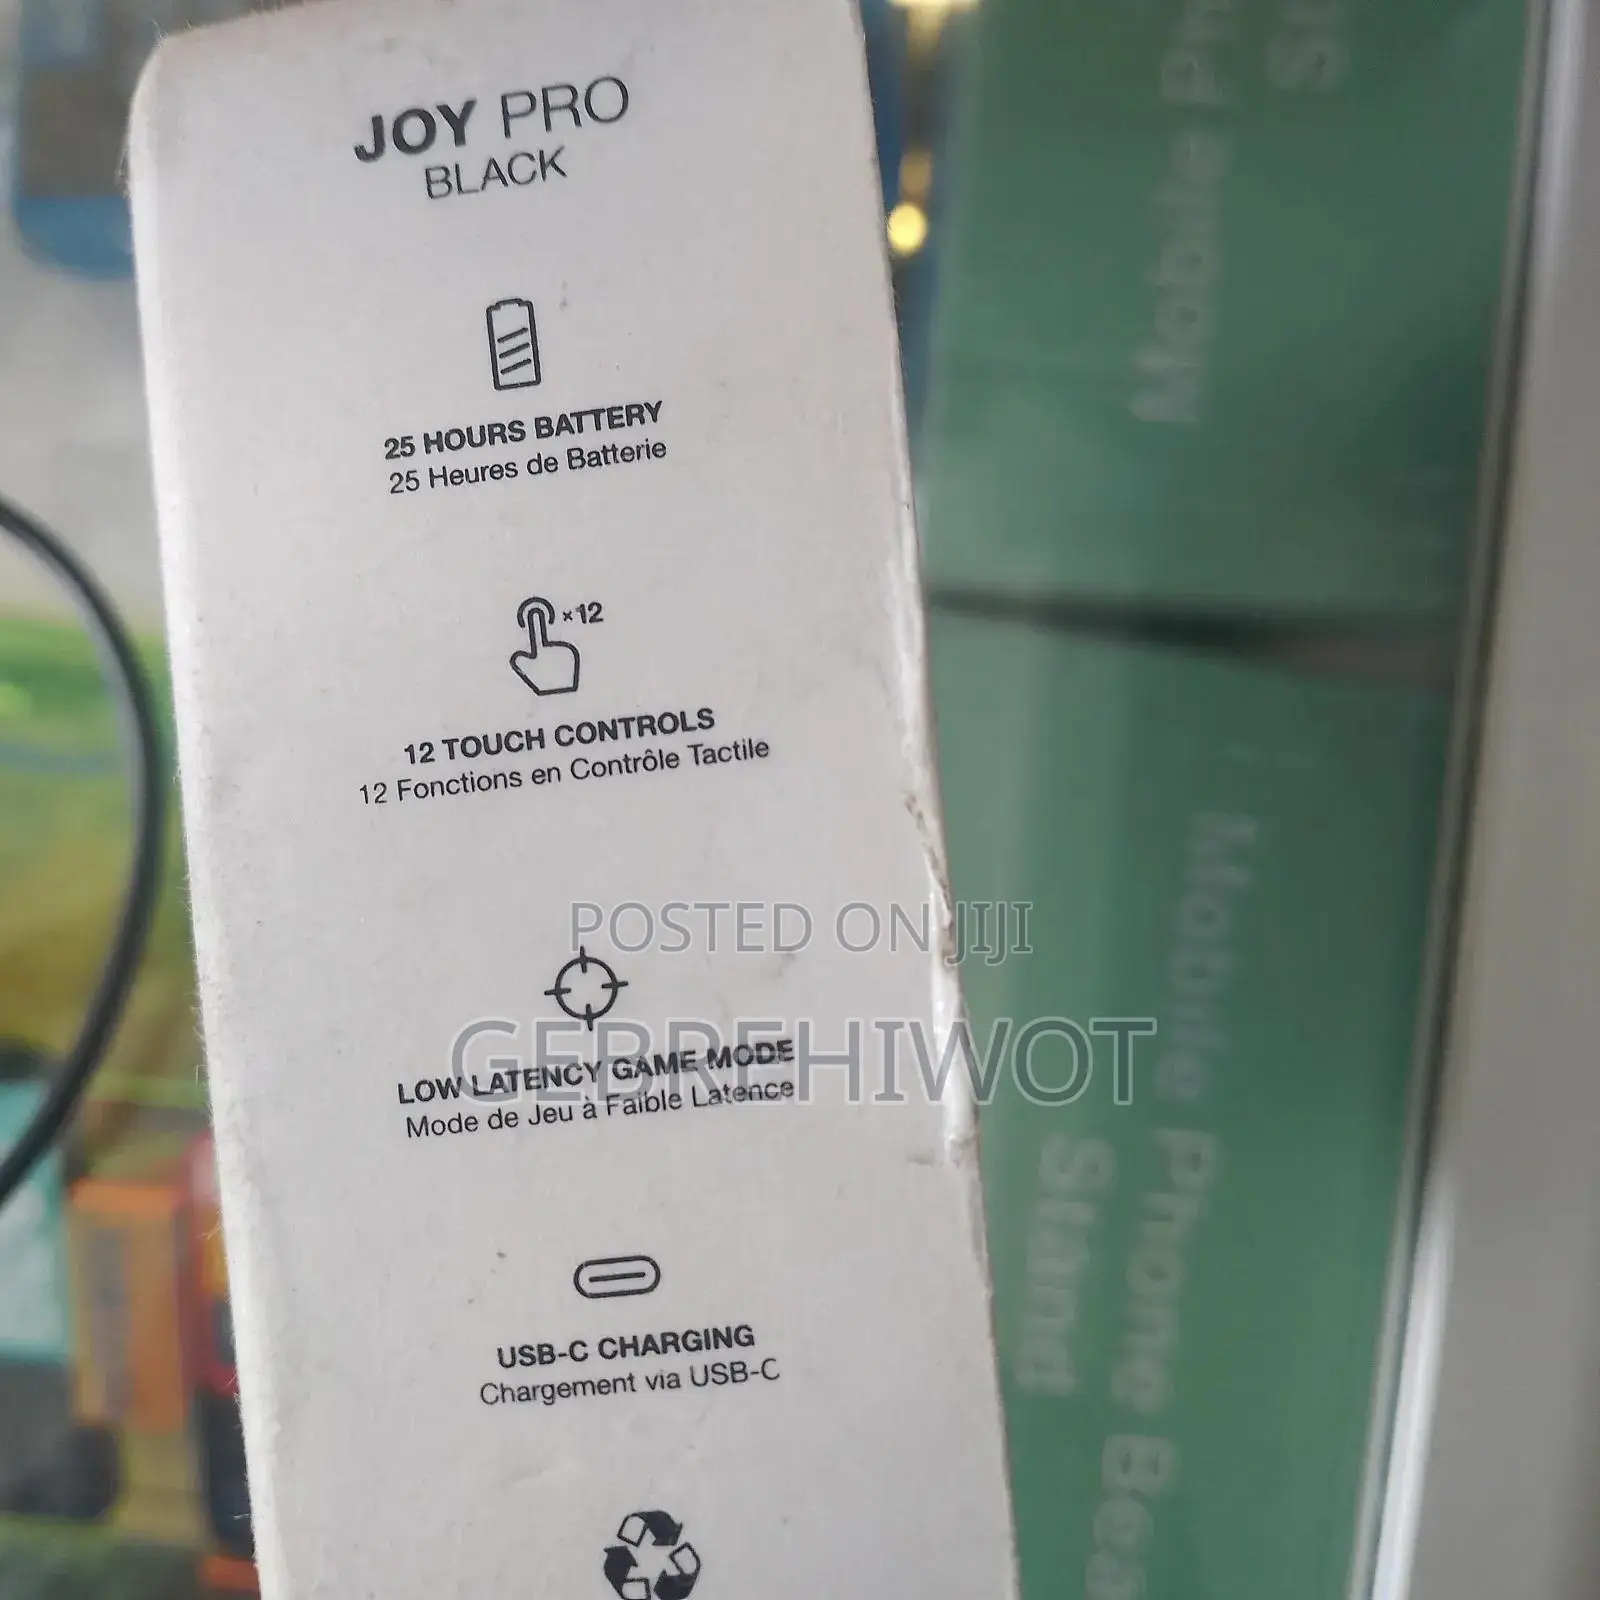 JOY PRO
BLACK
25 HOURS BATTERY
25 Heures de Batterie
×12
12 TOUCH CONTROLS
12 Fonctions en Contrôle Tactile
POSTED ON JIJI
GEBREHIWOT
LOW LATENCY GAME MODE
Mode de Jeu à Faible Latence
USB-C CHARGING
Chargement via USB-C
Mobile
Mobile Phone
Stand